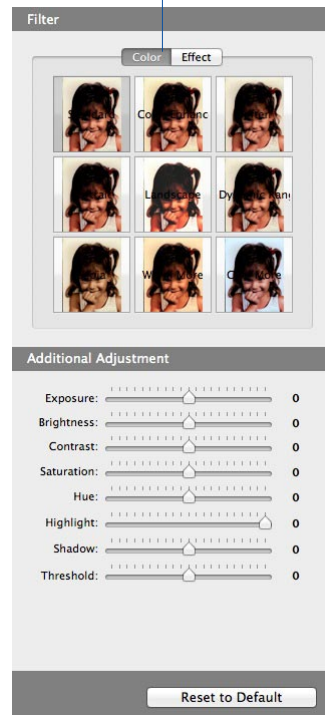 Filter
Color Effect
Landscape
Additional Adjustment
Exposure: 0
Brightness: 0
Contrast: 0
Saturation: 0
Hue: 0
Highlight: 0
Shadow: 0
Threshold: 0
Reset to Default